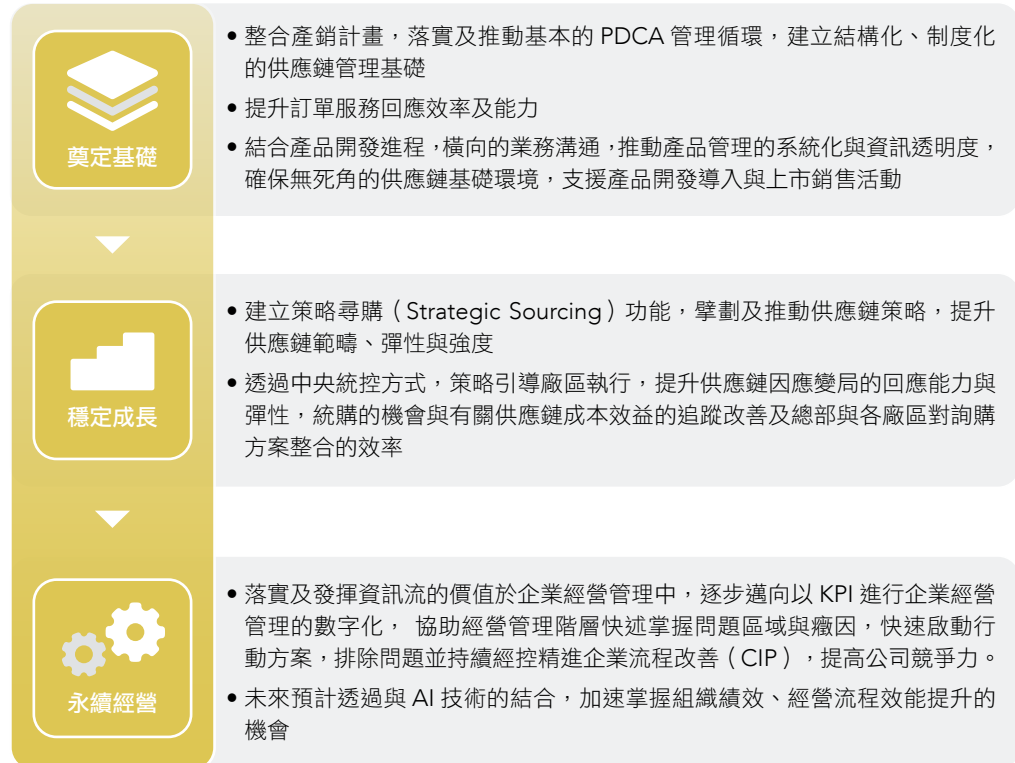 奠定基礎
• 整合產銷計畫，落實及推動基本的 PDCA 管理循環，建立結構化、制度化
的供應鏈管理基礎
• 提升訂單服務回應效率及能力
• 結合產品開發進程，橫向的業務溝通，推動產品管理的系統化與資訊透明度，
確保無死角的供應鏈基礎環境，支援產品開發導入與上市銷售活動
穩定成長
• 建立策略尋購（Strategic Sourcing）功能，擘劃及推動供應鏈策略，提升
供應鏈範疇、彈性與強度
• 透過中央統控方式，策略引導廠區執行，提升供應鏈因應變局的回應能力與
彈性，統購的機會與有關供應鏈成本效益的追蹤改善及總部與各廠區對詢購
方案整合的效率
永續經營
• 落實及發揮資訊流的價值於企業經營管理中，逐步邁向以 KPI 進行企業經營
管理的數字化， 協助經營管理階層快述掌握問題區域與癥因，快速啟動行
動方案，排除問題並持續經控精進企業流程改善（CIP），提高公司競爭力。
• 未來預計透過與 AI 技術的結合，加速掌握組織績效、經營流程效能提升的
機會